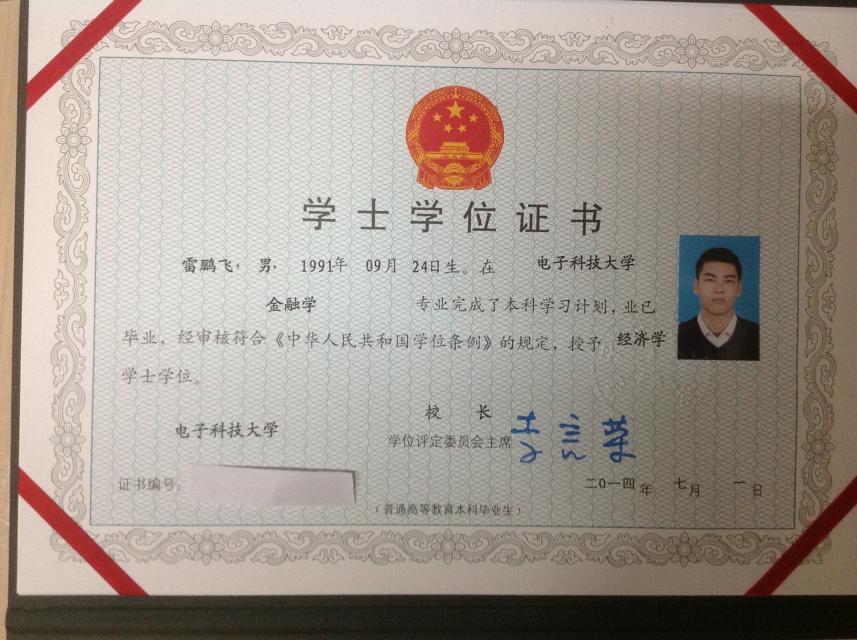 学士学位证书
雷鹏飞，男，1991年 09月 24日生。在 电子科技大学
金融学 专业完成了本科学习计划，业已
毕业，经审核符合《中华人民共和国学位条例》的规定，授予 经济学
学士学位。
校 长
电子科技大学 学位评定委员会主席
证书编号： 二〇一四年 七月 一日
（普通高等教育本科毕业生）